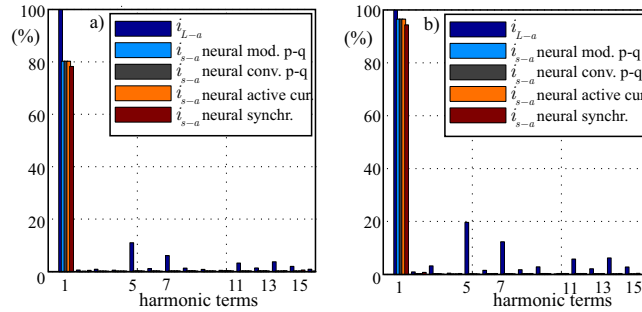 a)
(%)
100
80
60
40
20
0
i_{L-a}
i_{s-a} neural mod. p-q
i_{s-a} neural conv. p-q
i_{s-a} neural active cur.
i_{s-a} neural synchr.
1 5 7 11 13 15
harmonic terms
b)
(%)
100
80
60
40
20
0
i_{L-a}
i_{s-a} neural mod. p-q
i_{s-a} neural conv. p-q
i_{s-a} neural active cur.
i_{s-a} neural synchr.
1 5 7 11 13 15
harmonic terms